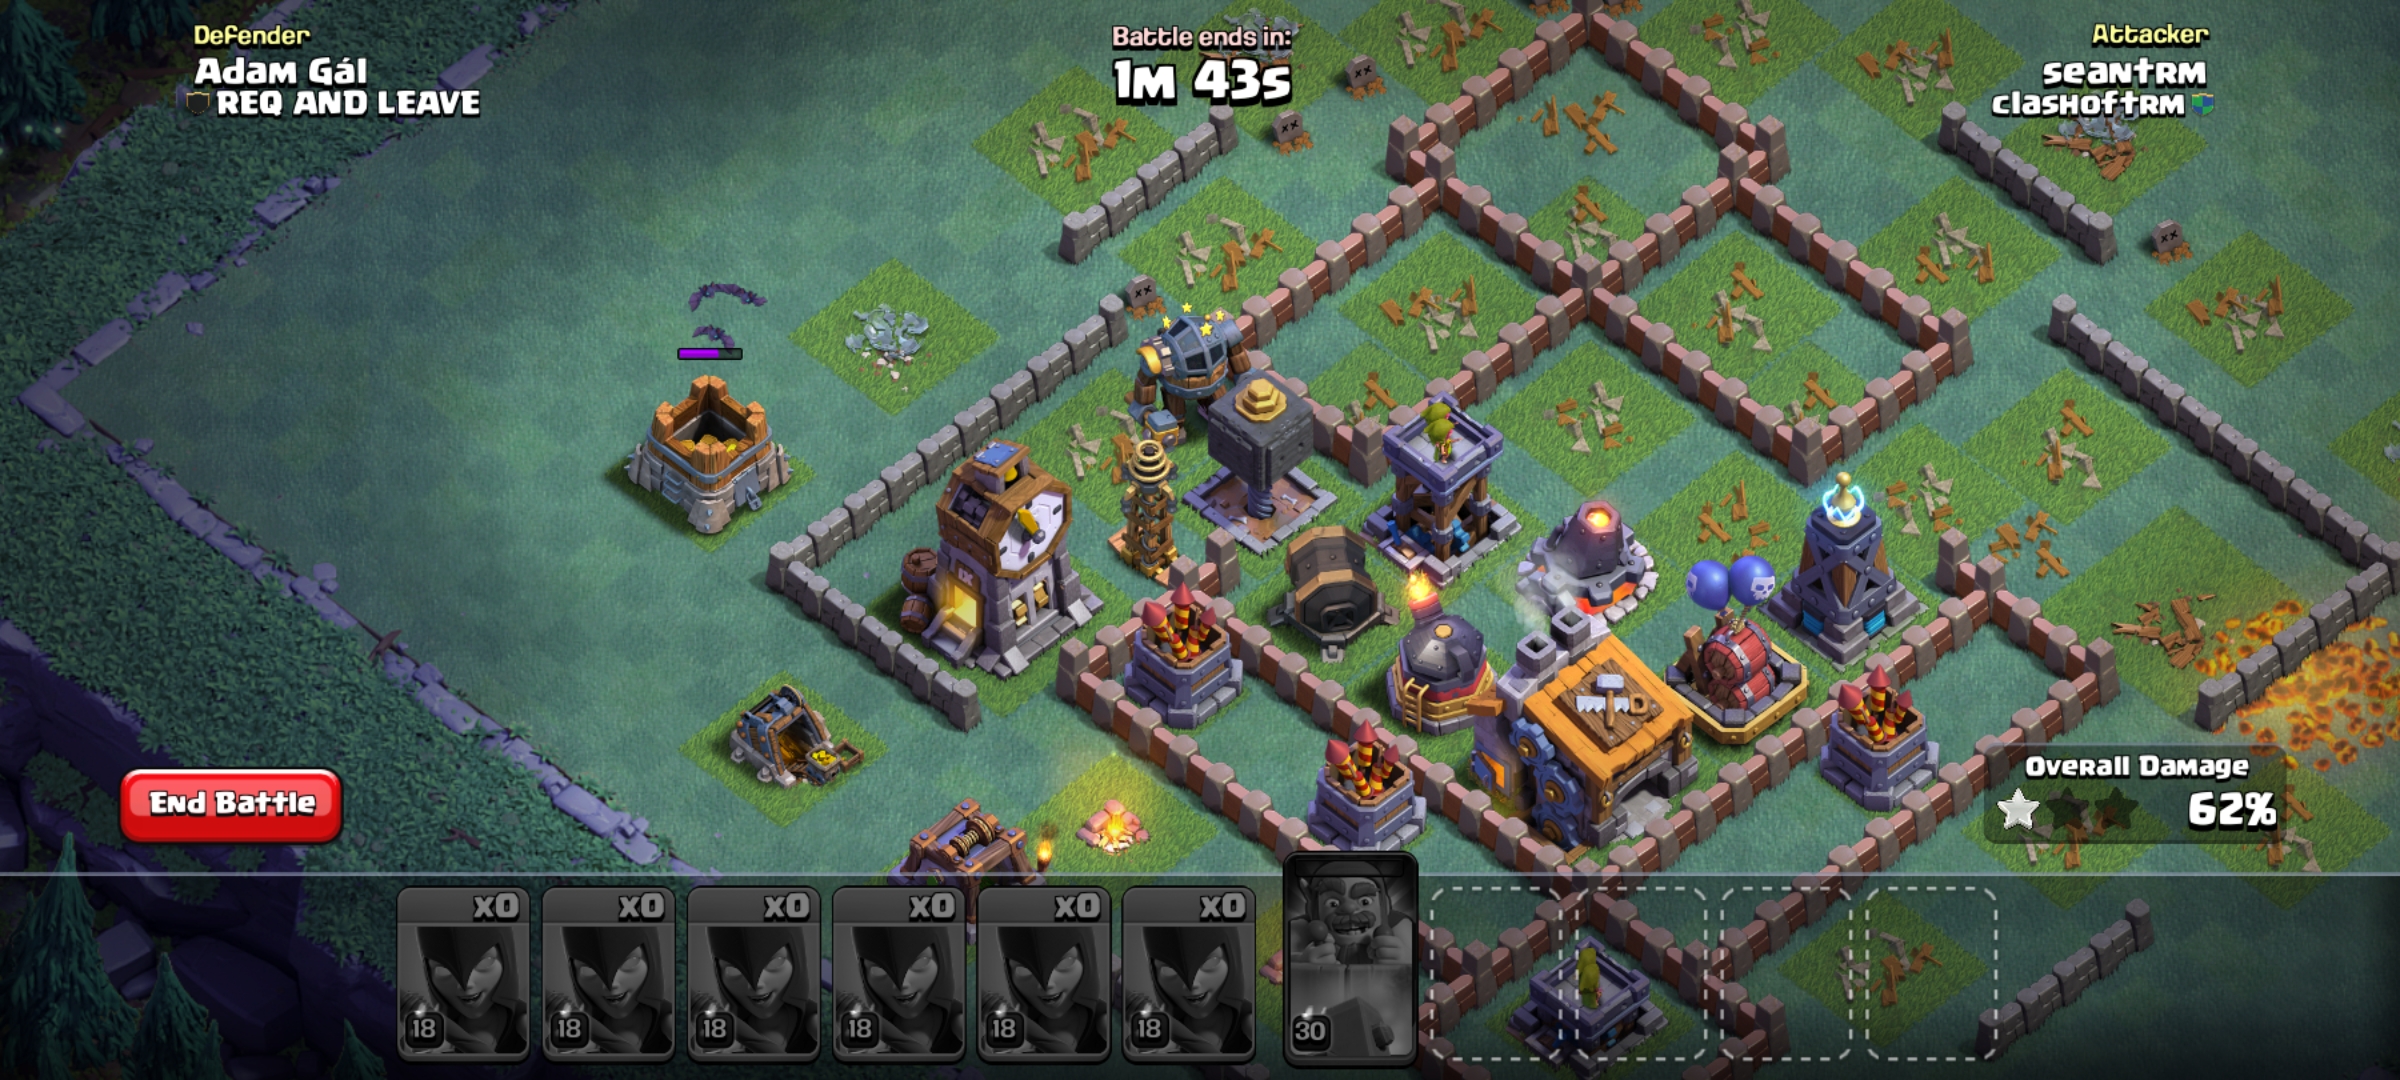 Defender
Adam Gál
REQ AND LEAVE
Battle ends in:
1M 43s
Attacker
seantrm
clashoftrm
IX
End Battle
Overall Damage
62%
x0
x0
x0
x0
x0
x0
18
18
18
18
18
18
30